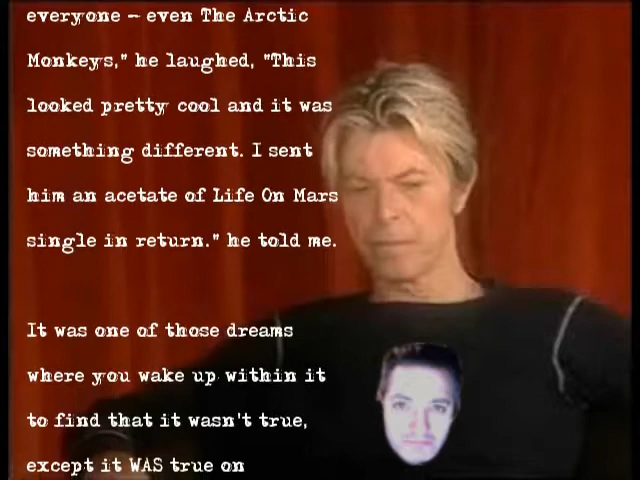 everyone - even The Arctic
Monkeys," he laughed, "This
looked pretty cool and it was
something different. I sent
him an acetate of Life On Mars
single in return." he told me.
It was one of those dreams
where you wake up within it
to find that it wasn't true,
except it WAS true on